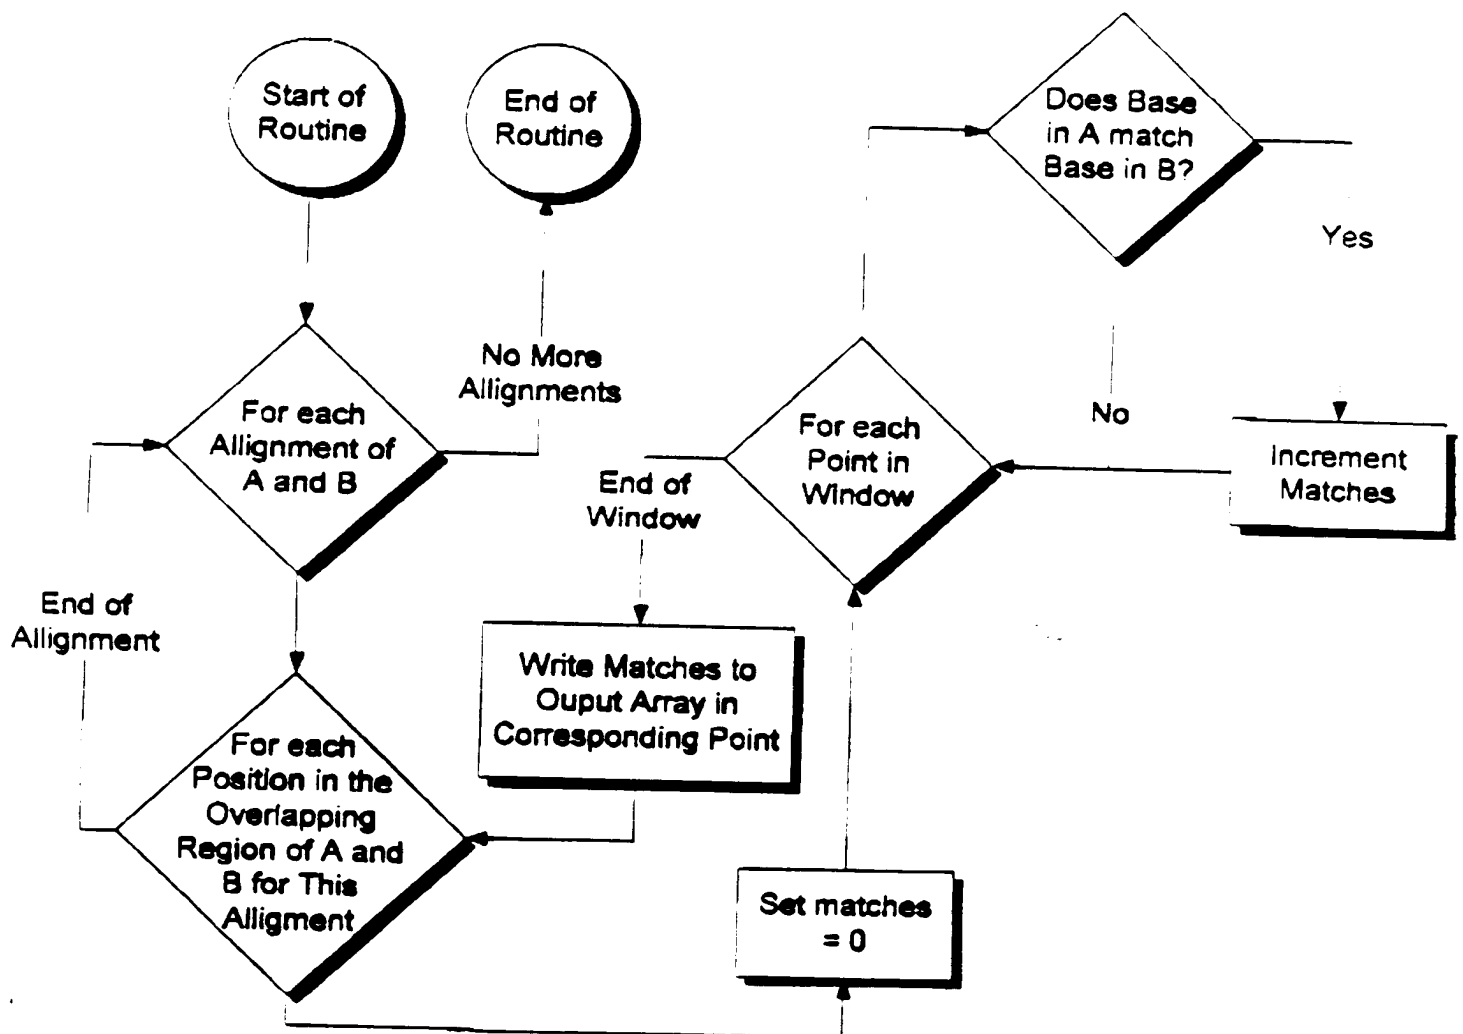 Start of
Routine
End of
Routine
Does Base
in A match
Base in B?
Yes
No More
Allignments
For each
Allignment of
A and B
For each
Point in
Window
No
Increment
Matches
End of
Window
End of
Allignment
Write Matches to
Ouput Array in
Corresponding Point
For each
Position in the
Overlapping
Region of A and
B for This
Alligment
Set matches
= 0